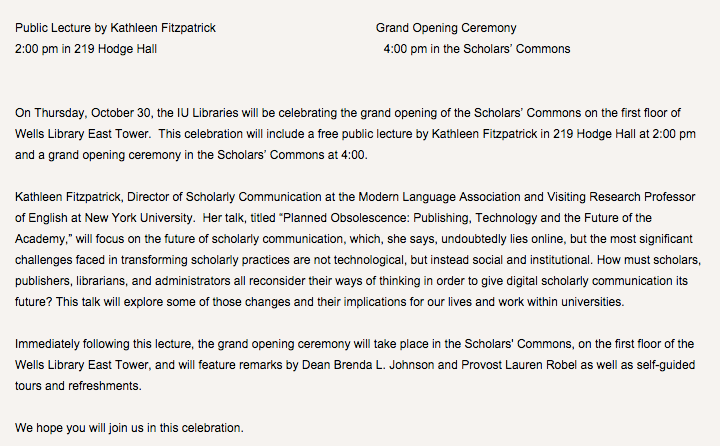 Public Lecture by Kathleen Fitzpatrick Grand Opening Ceremony
2:00 pm in 219 Hodge Hall 4:00 pm in the Scholars’ Commons
On Thursday, October 30, the IU Libraries will be celebrating the grand opening of the Scholars’ Commons on the first floor of
Wells Library East Tower.  This celebration will include a free public lecture by Kathleen Fitzpatrick in 219 Hodge Hall at 2:00 pm
and a grand opening ceremony in the Scholars’ Commons at 4:00.
Kathleen Fitzpatrick, Director of Scholarly Communication at the Modern Language Association and Visiting Research Professor
of English at New York University.  Her talk, titled “Planned Obsolescence: Publishing, Technology and the Future of the
Academy,” will focus on the future of scholarly communication, which, she says, undoubtedly lies online, but the most significant
challenges faced in transforming scholarly practices are not technological, but instead social and institutional. How must scholars,
publishers, librarians, and administrators all reconsider their ways of thinking in order to give digital scholarly communication its
future? This talk will explore some of those changes and their implications for our lives and work within universities.
Immediately following this lecture, the grand opening ceremony will take place in the Scholars' Commons, on the first floor of the
Wells Library East Tower, and will feature remarks by Dean Brenda L. Johnson and Provost Lauren Robel as well as self-guided
tours and refreshments.
We hope you will join us in this celebration.